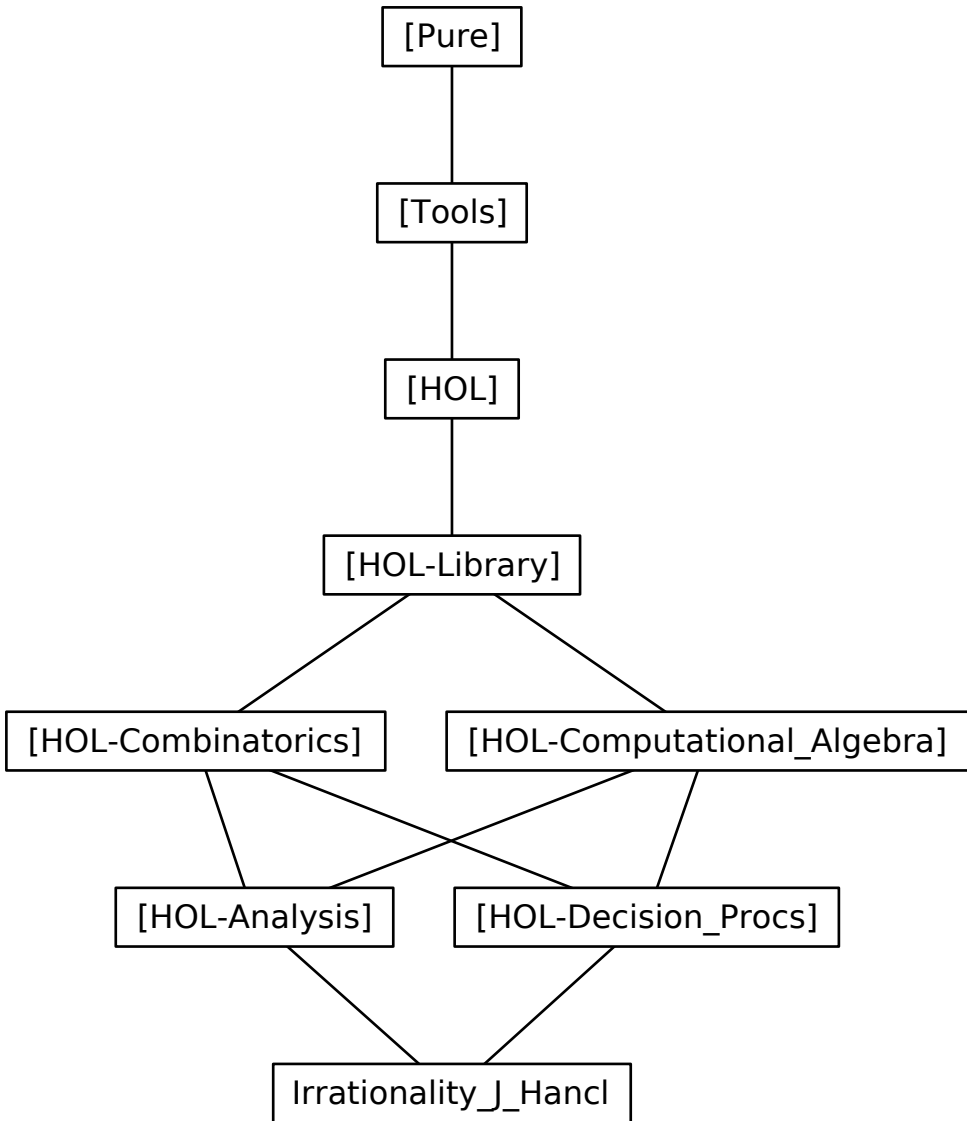 [Pure]
[Tools]
[HOL]
[HOL-Library]
[HOL-Combinatorics]
[HOL-Computational_Algebra]
[HOL-Analysis]
[HOL-Decision_Procs]
Irrationality_J_Hancl